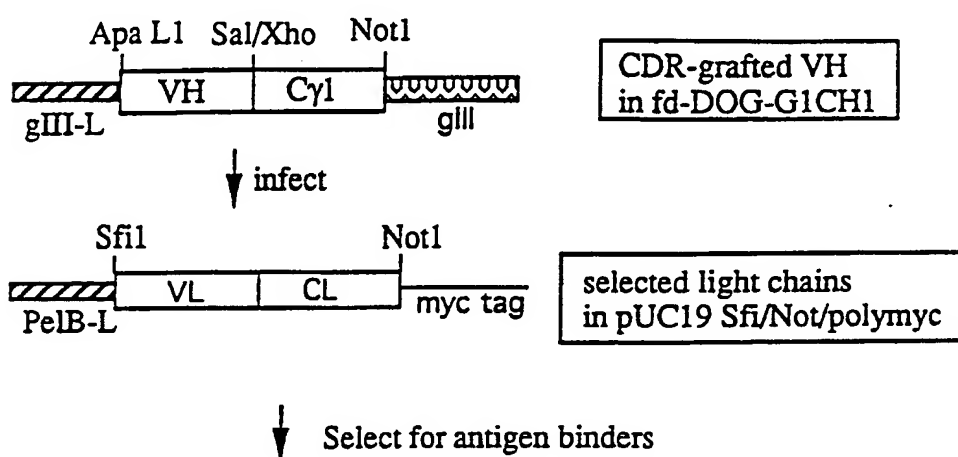 Apa L1 Sal/Xho Not1
VH Cγ1
gIII-L gIII
CDR-grafted VH
in fd-DOG-G1CH1
infect
Sfi1 Not1
VL CL
PelB-L myc tag
selected light chains
in pUC19 Sfi/Not/polymyc
Select for antigen binders